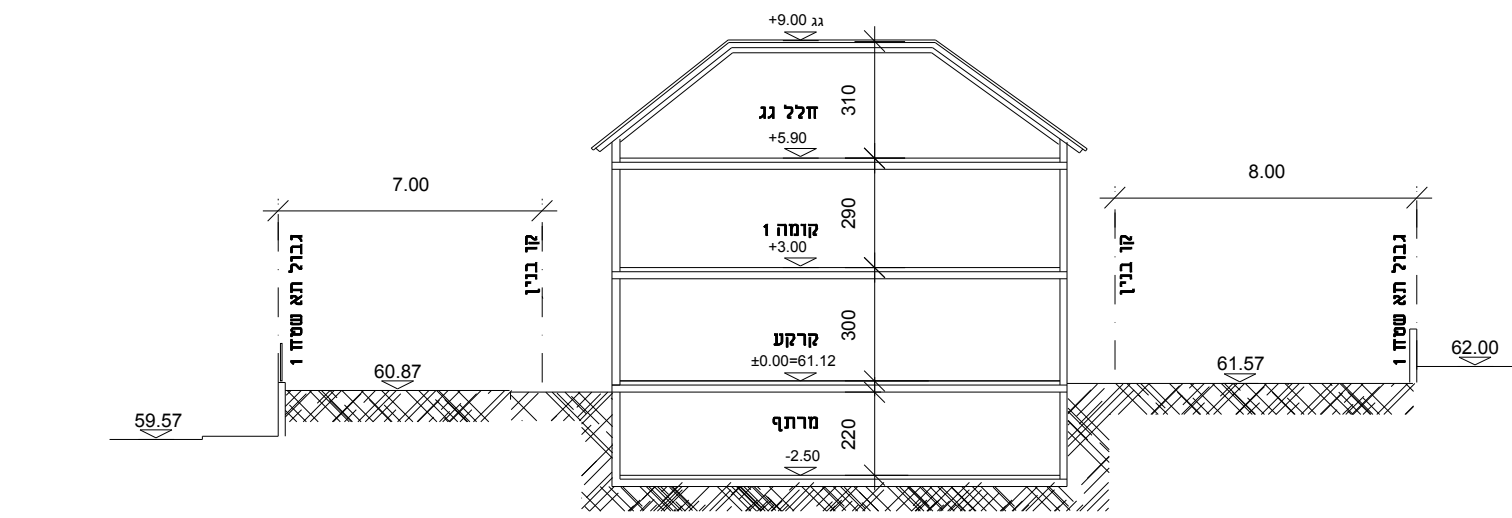 +9.00 גג
חלל גג
310
+5.90
7.00
8.00
290
קומה 1
+3.00
גבול תא שטח 1
קו בנין
קו בנין
גבול תא שטח 1
קרקע
300
±0.00=61.12
60.87
61.57
62.00
59.57
מרתף
220
-2.50